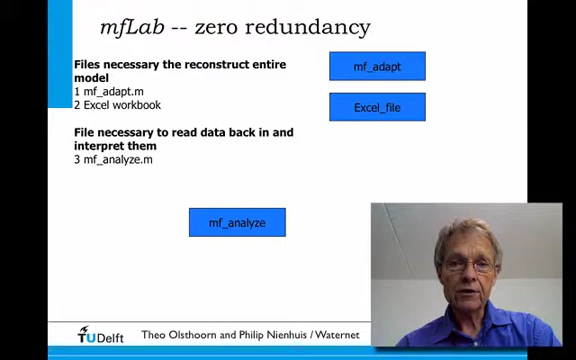 mfLab -- zero redundancy
Files necessary the reconstruct entire
model
1 mf_adapt.m
2 Excel workbook
File necessary to read data back in and
interpret them
3 mf_analyze.m
mf_adapt
Excel_file
mf_analyze
TUDelft
Theo Olsthoorn and Philip Nienhuis / Waternet